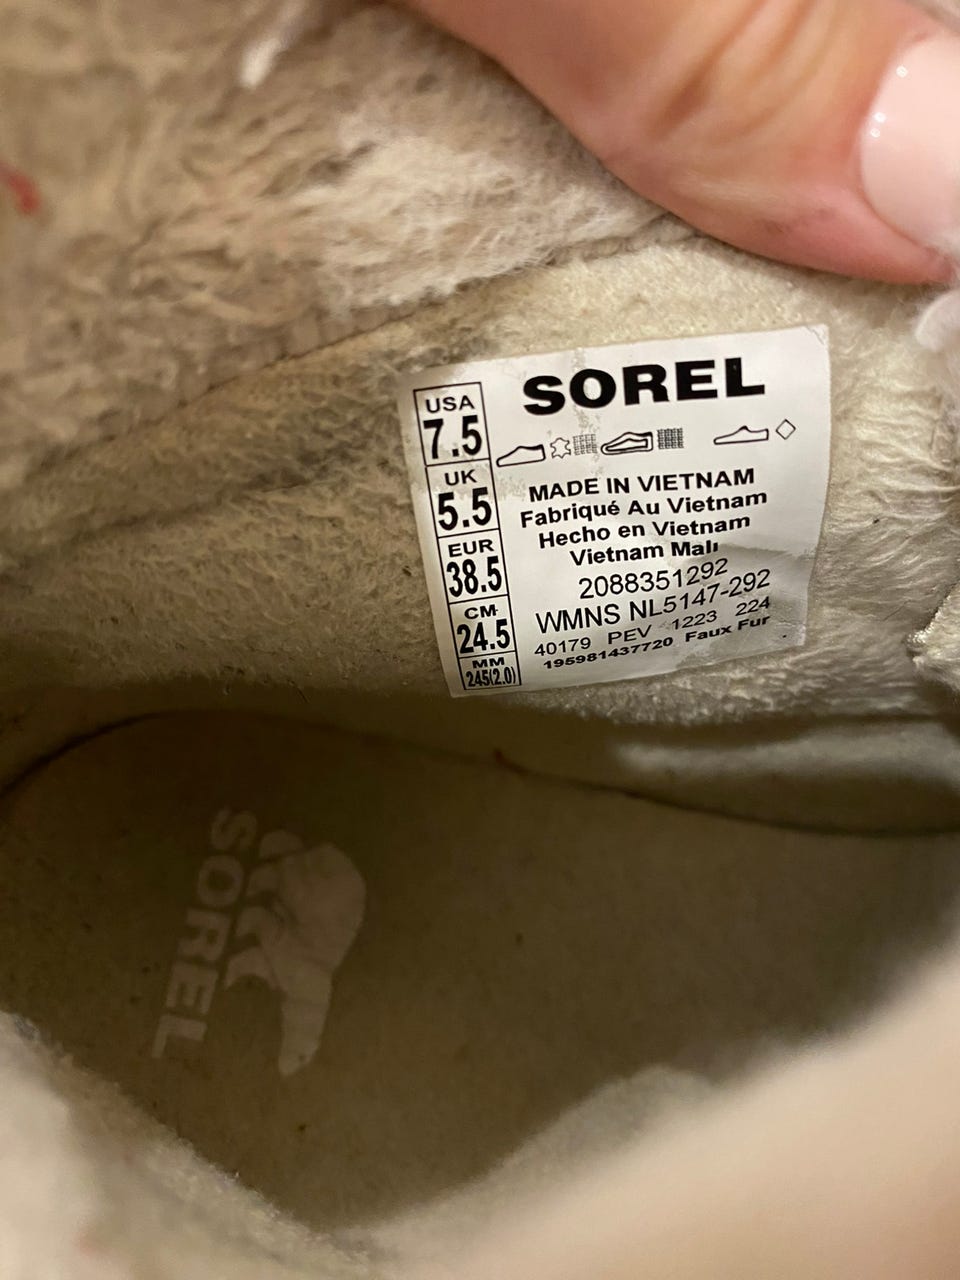 SOREL
USA
7.5
UK
5.5
EUR
38.5
CM
24.5
MM
245(2.0)
MADE IN VIETNAM
Fabriqué Au Vietnam
Hecho en Vietnam
Vietnam Malı
2088351292
WMNS NL5147-292
40179 PEV 1223 224
195981437720 Faux Fur
SOREL